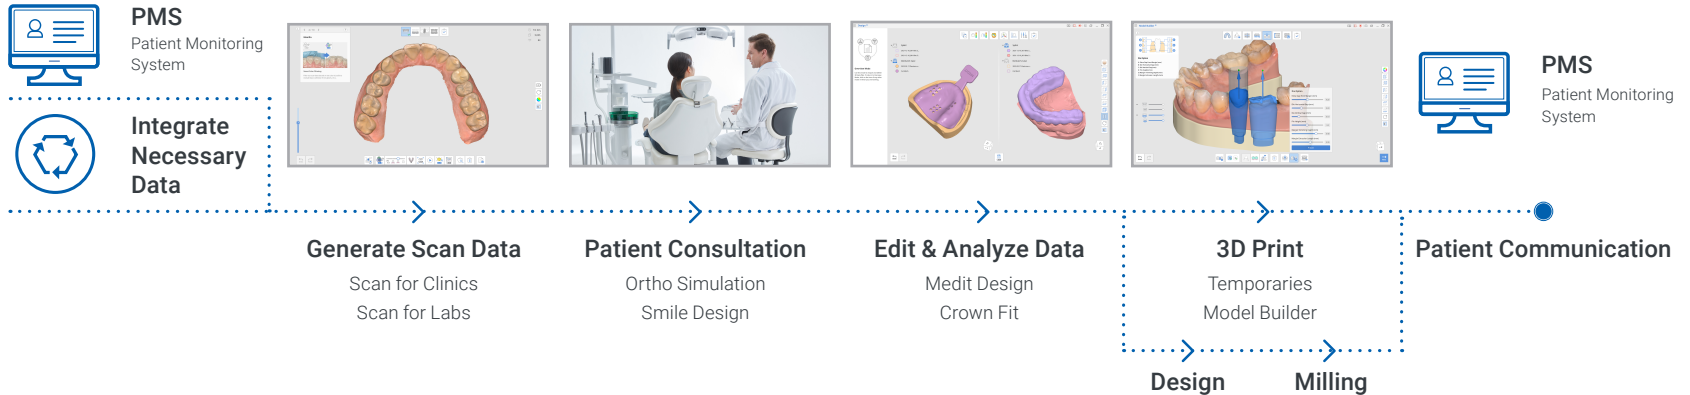 PMS
Patient Monitoring
System
Integrate
Necessary
Data
Generate Scan Data
Scan for Clinics
Scan for Labs
Patient Consultation
Ortho Simulation
Smile Design
Edit & Analyze Data
Medit Design
Crown Fit
3D Print
Temporaries
Model Builder
Design
Milling
PMS
Patient Monitoring
System
Patient Communication